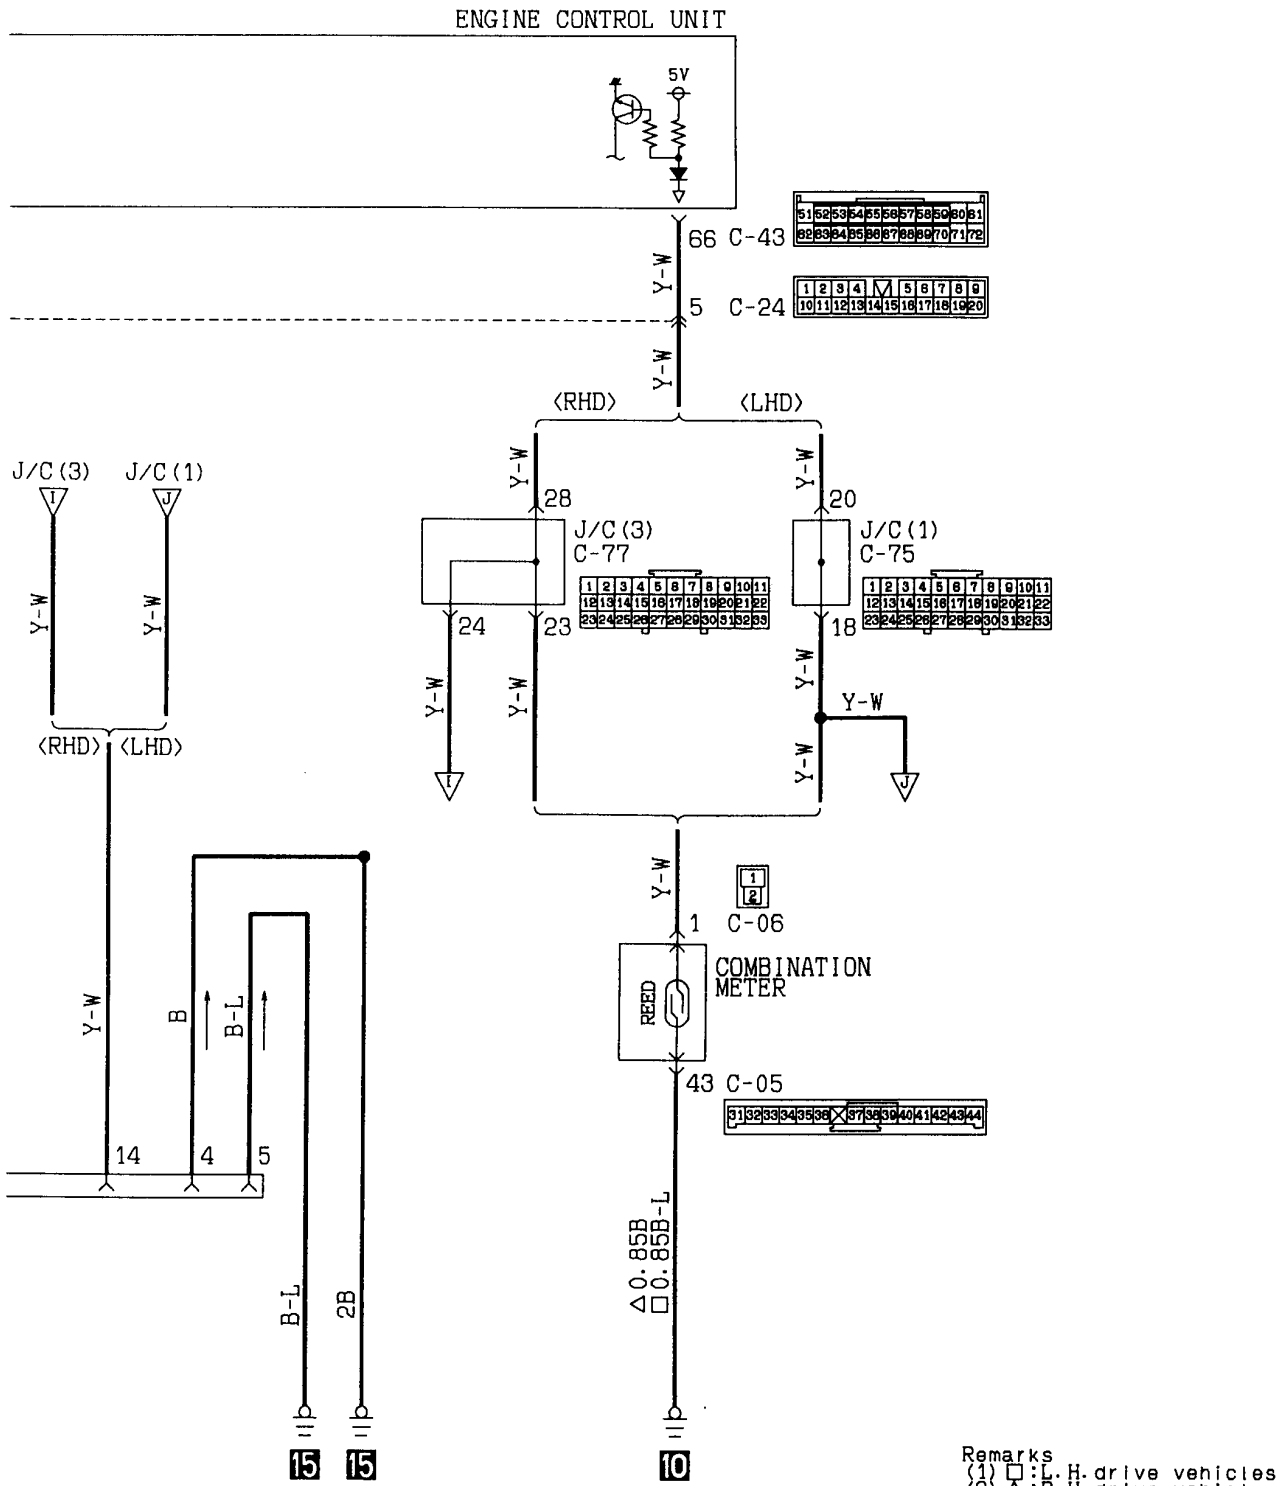 ENGINE CONTROL UNIT
5V
66 C-43
51 52 53 54 55 56 57 58 59 60 61
62 63 64 65 66 67 68 69 70 71 72
Y-W
5 C-24
1 2 3 4 5 6 7 8 9
10 11 12 13 14 15 16 17 18 19 20
Y-W
〈RHD〉 〈LHD〉
J/C(3) J/C(1)
I J
Y-W Y-W
28 20
J/C(3)
C-77
1 2 3 4 5 6 7 8 9 10 11
12 13 14 15 16 17 18 19 20 21 22
23 24 25 26 27 28 29 30 31 32 33
J/C(1)
C-75
1 2 3 4 5 6 7 8 9 10 11
12 13 14 15 16 17 18 19 20 21 22
23 24 25 26 27 28 29 30 31 32 33
Y-W Y-W
24 23 18
Y-W Y-W Y-W
Y-W
〈RHD〉 〈LHD〉
Y-W
I J
Y-W
1 C-06
1
2
COMBINATION
METER
REED
Y-W B B-L
43 C-05
31 32 33 34 35 36 37 38 39 40 41 42 43 44
14 4 5
△0.85B
□0.85B-L
B-L 2B
15 15 10
Remarks
(1) □:L.H. drive vehicles